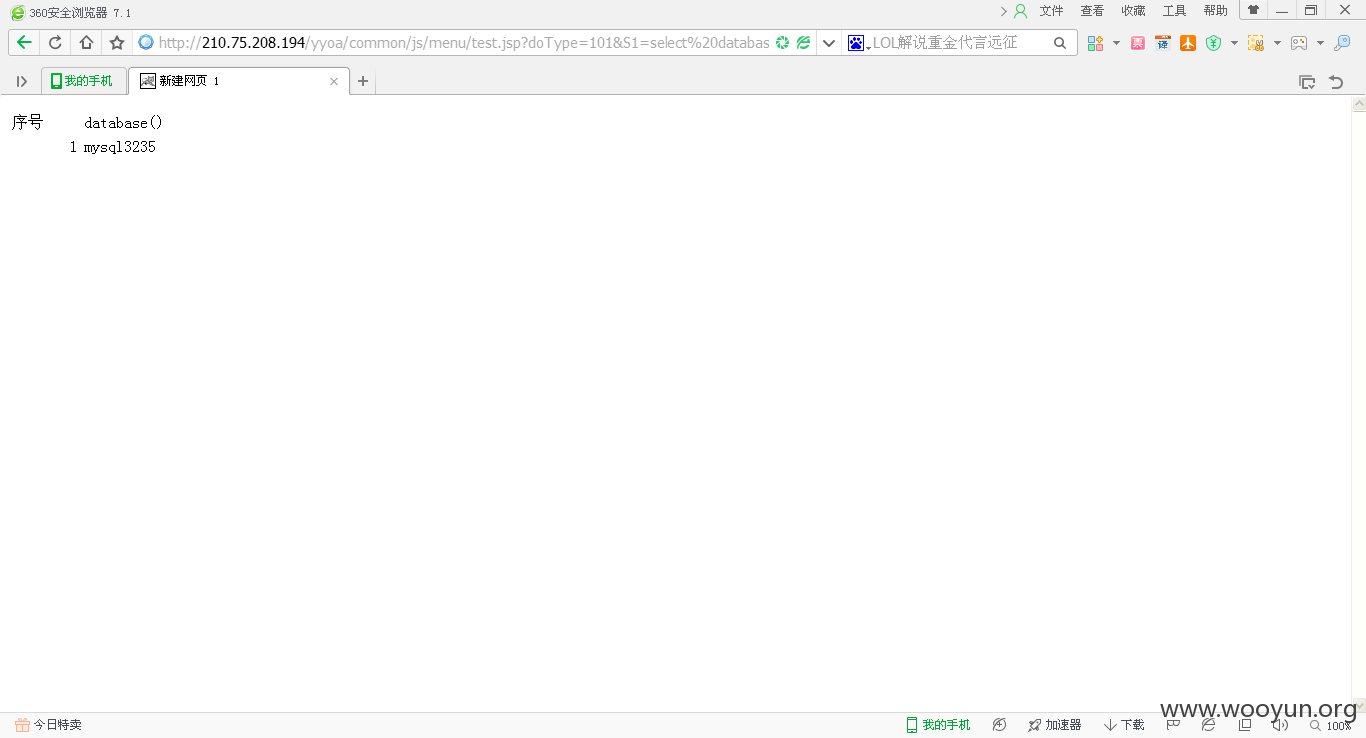 360安全浏览器 7.1
文件 查看 收藏 工具 帮助
http://210.75.208.194/yyoa/common/js/menu/test.jsp?doType=101&S1=select%20databas
LOL解说重金代言远征
我的手机
新建网页 1
序号 database()
1 mysql3235
今日特卖
我的手机
加速器
下载
100%
www.wooyun.org